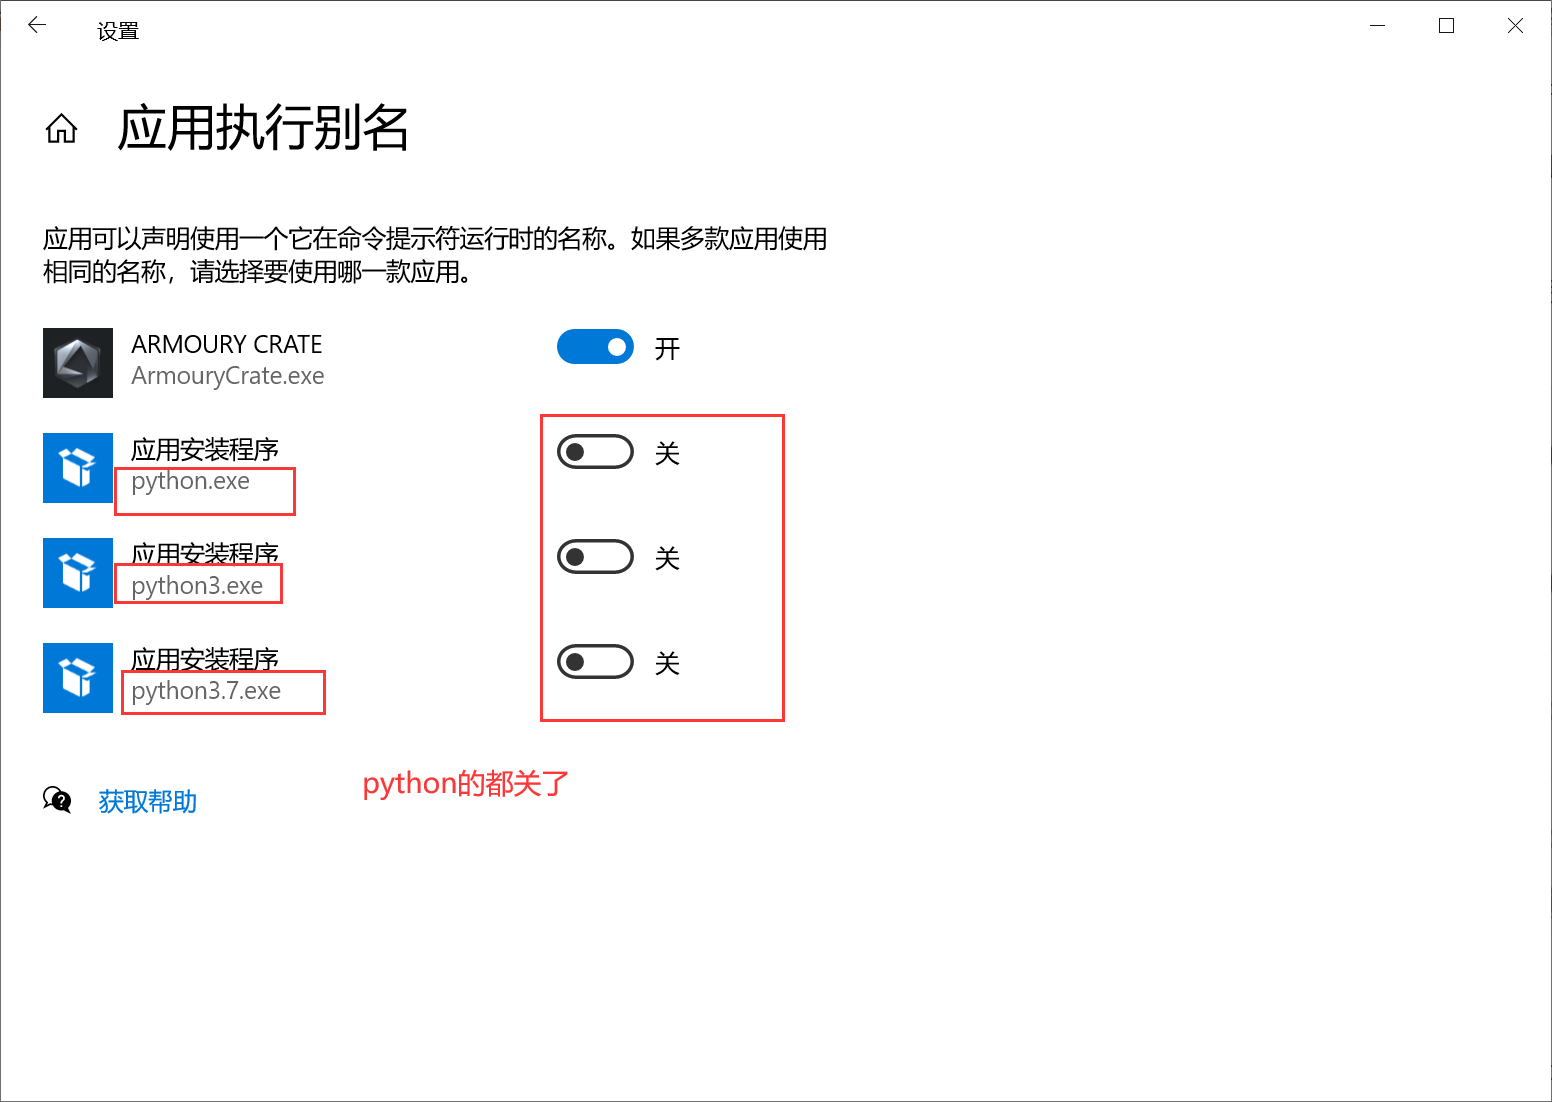 设置
应用执行别名
应用可以声明使用一个它在命令提示符运行时的名称。如果多款应用使用
相同的名称，请选择要使用哪一款应用。
ARMOURY CRATE
开
ArmouryCrate.exe
应用安装程序
关
python.exe
应用安装程序
关
python3.exe
应用安装程序
关
python3.7.exe
python的都关了
获取帮助